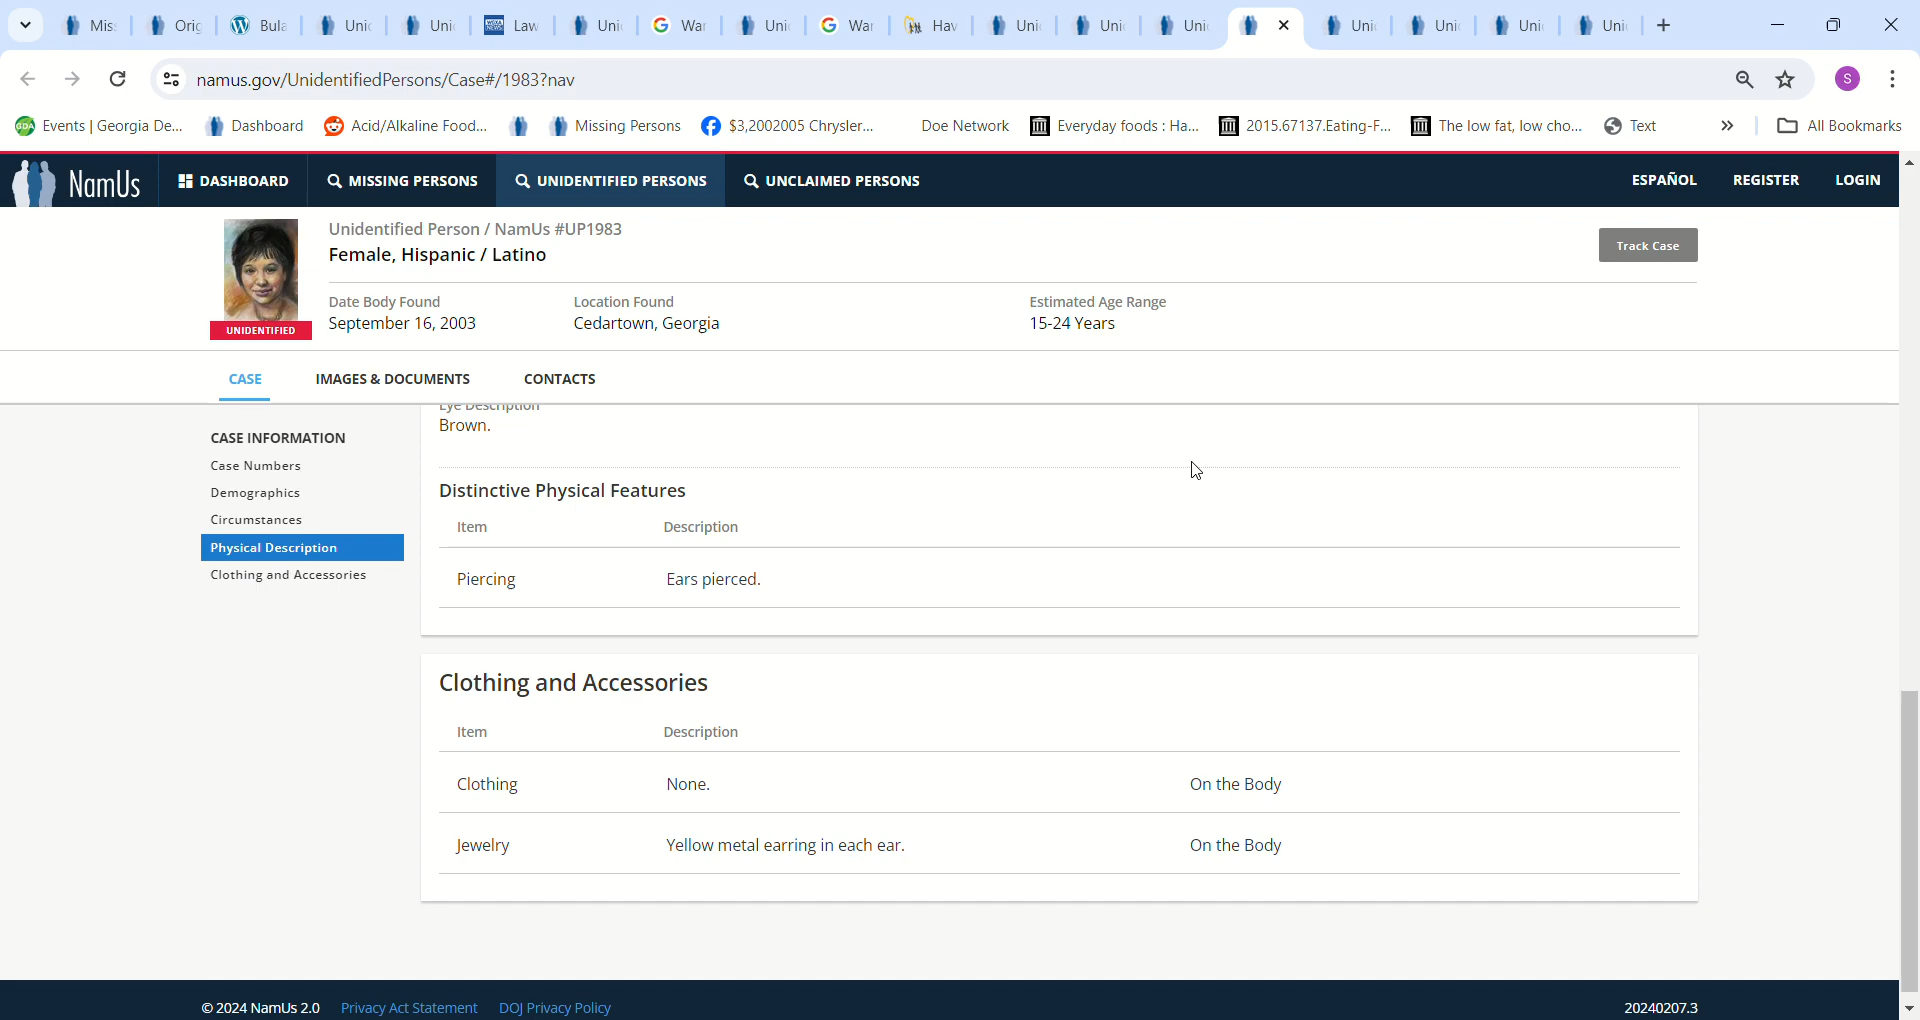 Mis Orig Bula Unic Unic Law Unic War Unic War Hav Unic Unic Unic Unic Unic Unic Unic
namus.gov/UnidentifiedPersons/Case#/1983?nav S
Events | Georgia De... Dashboard Acid/Alkaline Food... Missing Persons $3,2002005 Chrysler... Doe Network Everyday foods : Ha... 2015.67137.Eating-F... The low fat, low cho... Text » All Bookmarks
NamUs DASHBOARD MISSING PERSONS UNIDENTIFIED PERSONS UNCLAIMED PERSONS ESPAÑOL REGISTER LOGIN
Unidentified Person / NamUs #UP1983
Female, Hispanic / Latino
Track Case
Date Body Found Location Found Estimated Age Range
September 16, 2003 Cedartown, Georgia 15-24 Years
UNIDENTIFIED
CASE IMAGES & DOCUMENTS CONTACTS
CASE INFORMATION
Case Numbers
Demographics
Circumstances
Physical Description
Clothing and Accessories
Eye Description
Brown.
Distinctive Physical Features
Item Description
Piercing Ears pierced.
Clothing and Accessories
Item Description
Clothing None. On the Body
Jewelry Yellow metal earring in each ear. On the Body
© 2024 NamUs 2.0 Privacy Act Statement DOJ Privacy Policy 20240207.3